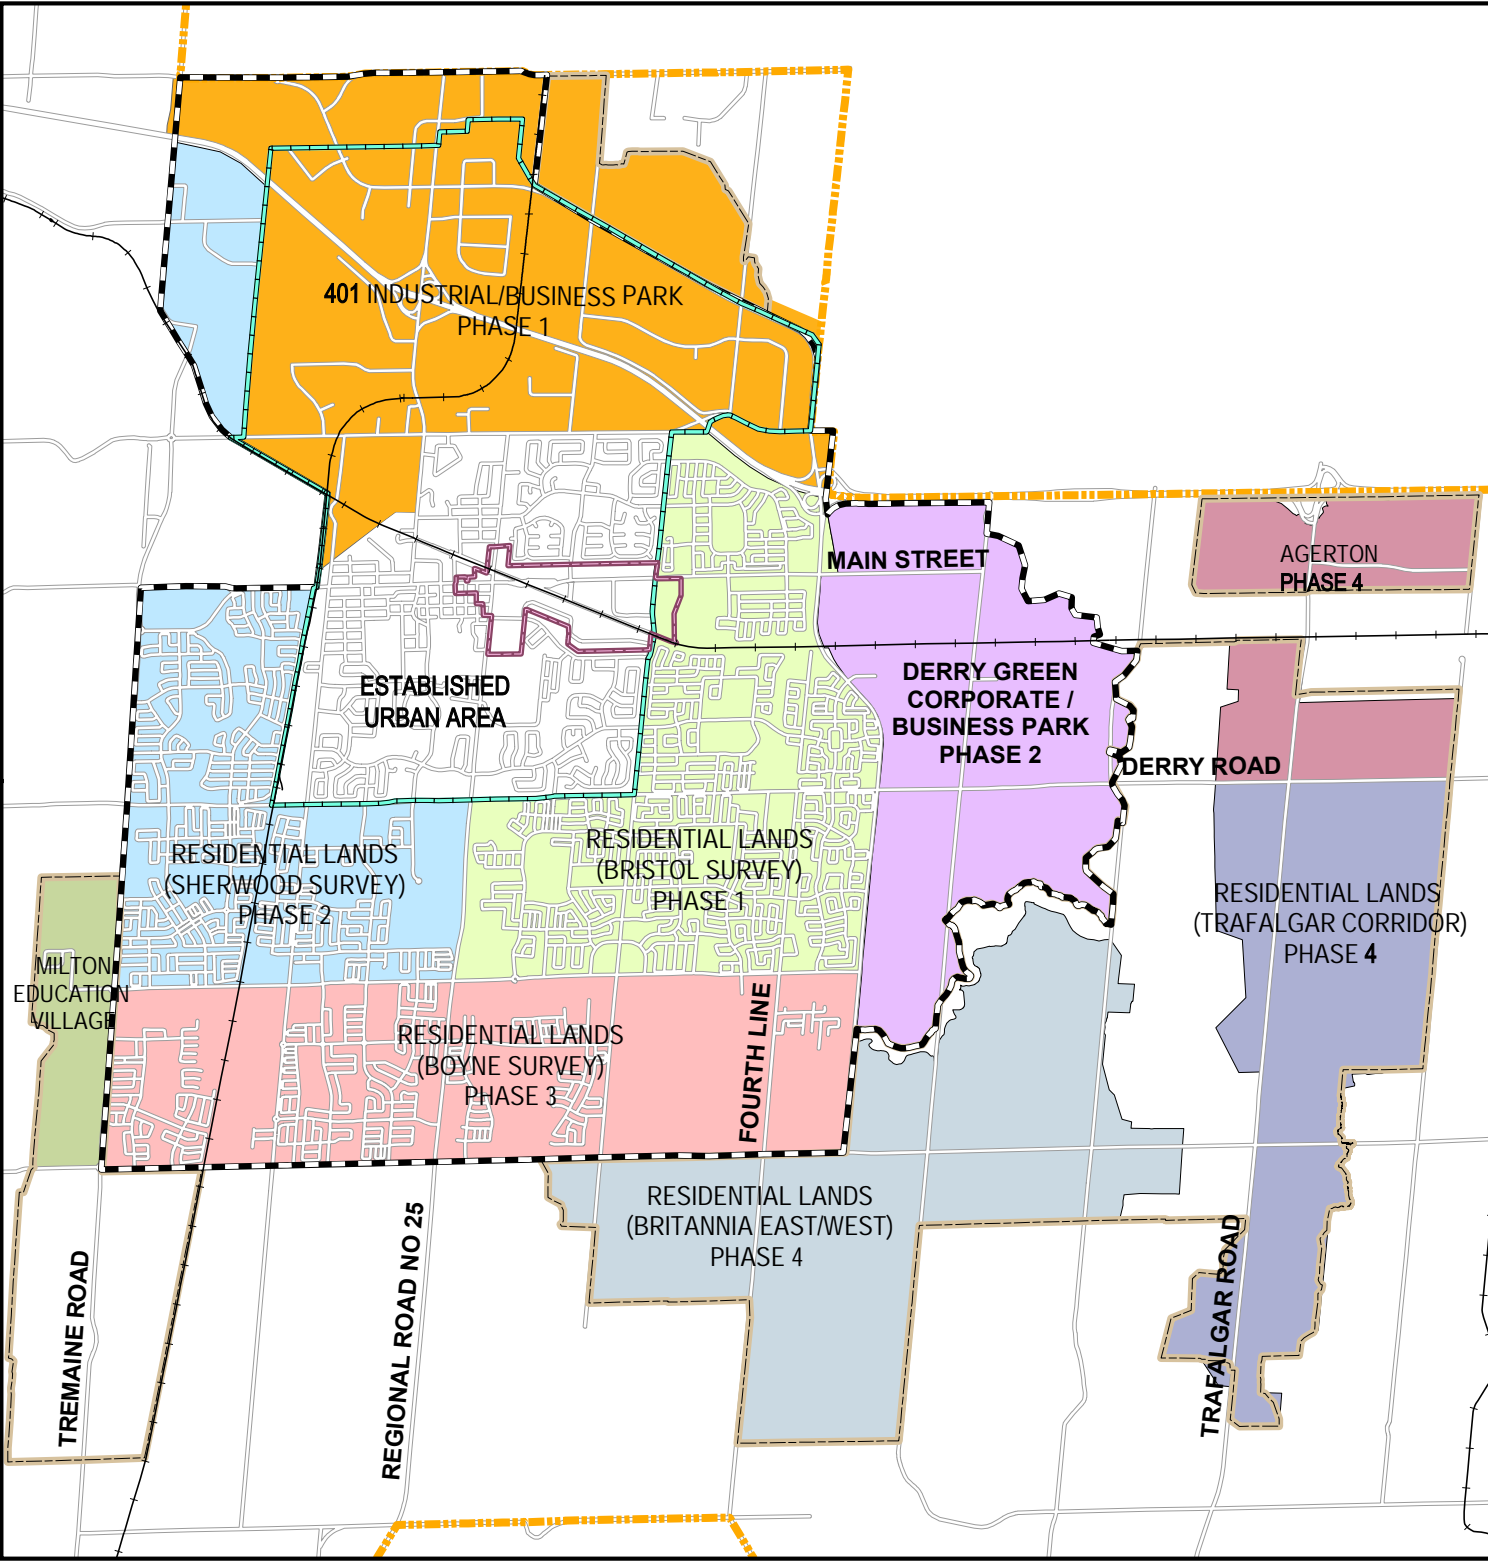 401 INDUSTRIAL/BUSINESS PARK
PHASE 1
MAIN STREET
AGERTON
PHASE 4
ESTABLISHED
URBAN AREA
DERRY GREEN
CORPORATE /
BUSINESS PARK
PHASE 2
DERRY ROAD
RESIDENTIAL LANDS
(SHERWOOD SURVEY)
PHASE 2
RESIDENTIAL LANDS
(BRISTOL SURVEY)
PHASE 1
RESIDENTIAL LANDS
(TRAFALGAR CORRIDOR)
PHASE 4
MILTON
EDUCATION
VILLAGE
RESIDENTIAL LANDS
(BOYNE SURVEY)
PHASE 3
FOURTH LINE
RESIDENTIAL LANDS
(BRITANNIA EAST/WEST)
PHASE 4
TREMAINE ROAD
REGIONAL ROAD NO 25
TRAFALGAR ROAD